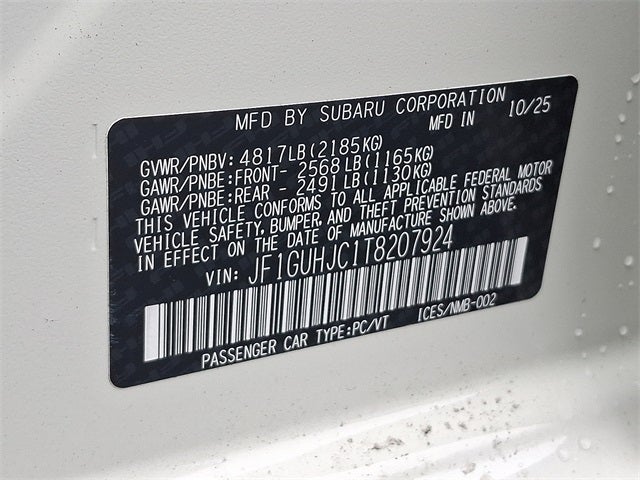 MFD BY SUBARU CORPORATION
MFD IN 10/25
GVWR/PNBV: 4817LB(2185KG)
GAWR/PNBE:FRONT- 2568LB(1165KG)
GAWR/PNBE:REAR - 2491LB(1130KG)
THIS VEHICLE CONFORMS TO ALL APPLICABLE FEDERAL MOTOR
VEHICLE SAFETY, BUMPER, AND THEFT PREVENTION STANDARDS
IN EFFECT ON THE DATE OF MANUFACTURE SHOWN ABOVE.
VIN: JF1GUHJC1T8207924
PASSENGER CAR TYPE:PC/VT ICES/NMB-002